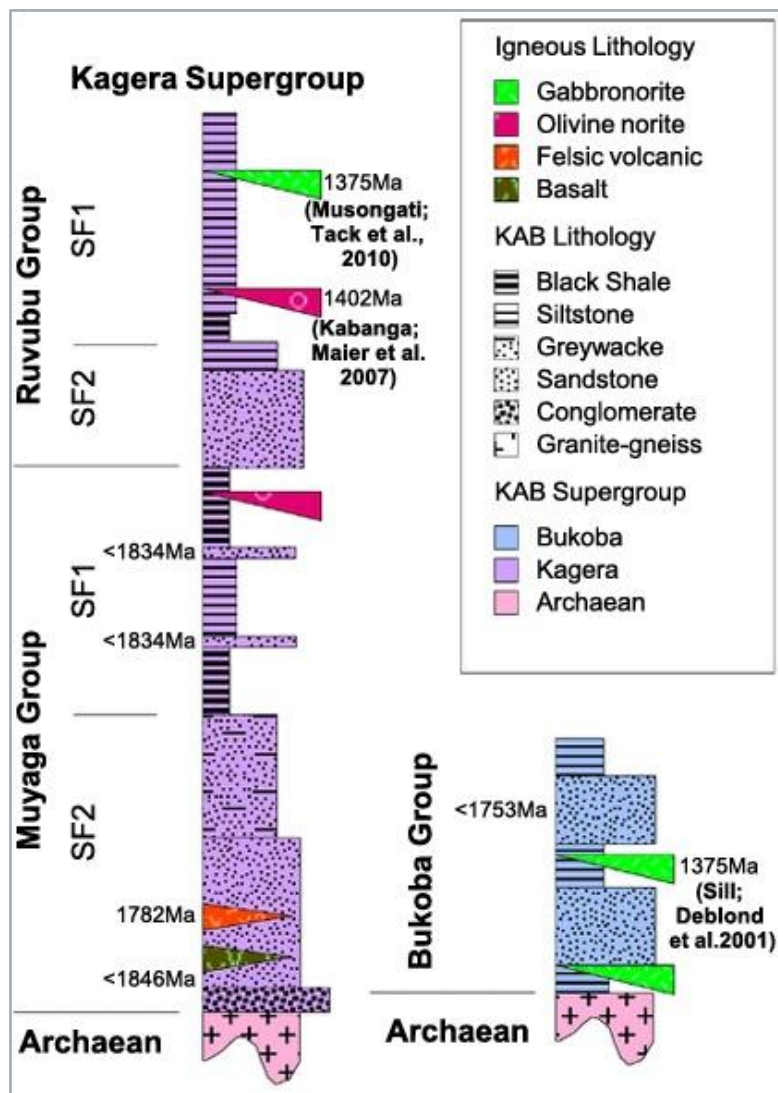 Kagera Supergroup
Ruvubu Group
SF1
1375Ma
(Musongati;
Tack et al.,
2010)
1402Ma
(Kabanga;
Maier et al.
2007)
SF2
Muyaga Group
SF1
<1834Ma
<1834Ma
SF2
1782Ma
<1846Ma
Archaean
Igneous Lithology
Gabbronorite
Olivine norite
Felsic volcanic
Basalt
KAB Lithology
Black Shale
Siltstone
Greywacke
Sandstone
Conglomerate
Granite-gneiss
KAB Supergroup
Bukoba
Kagera
Archaean
Bukoba Group
<1753Ma
1375Ma
(Sill;
Deblond
et al.2001)
Archaean